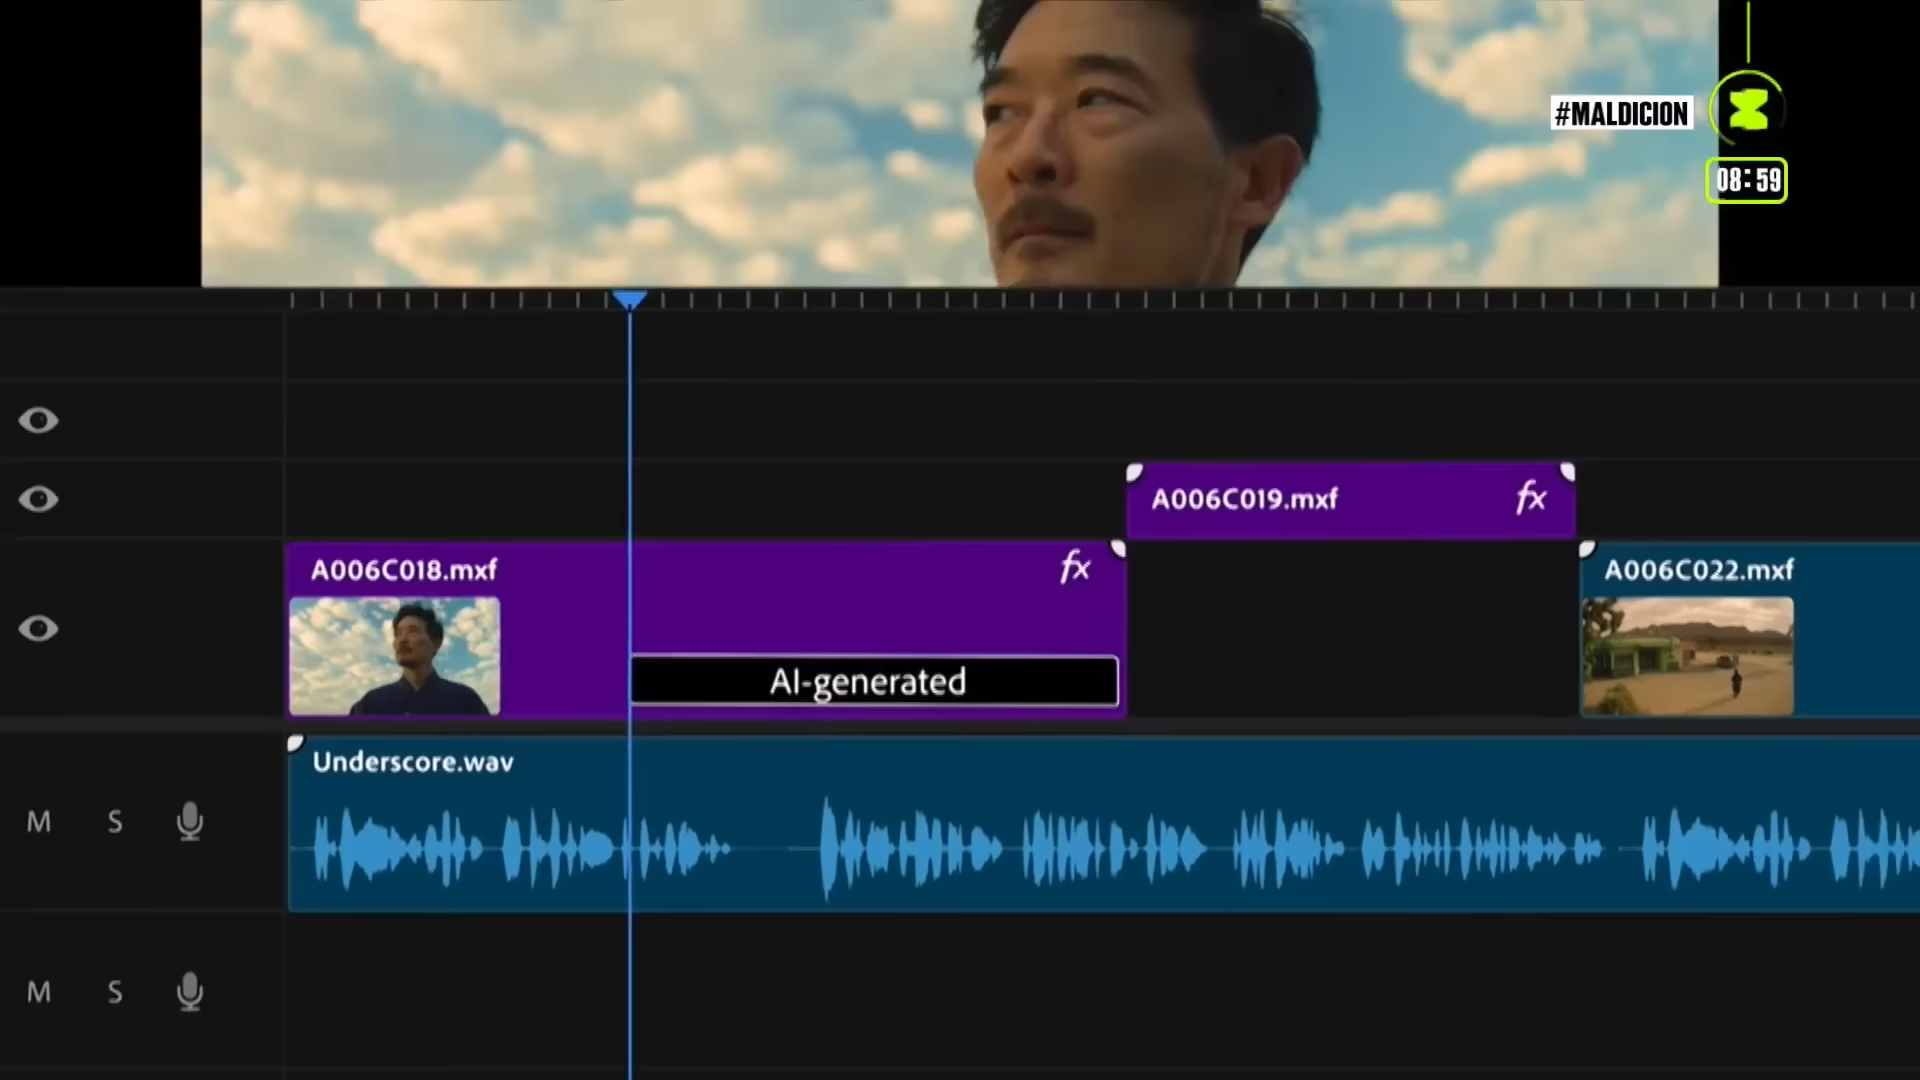 #MALDICION
08:59
A006C019.mxf
fx
A006C018.mxf
fx
A006C022.mxf
AI-generated
Underscore.wav
M S
M S